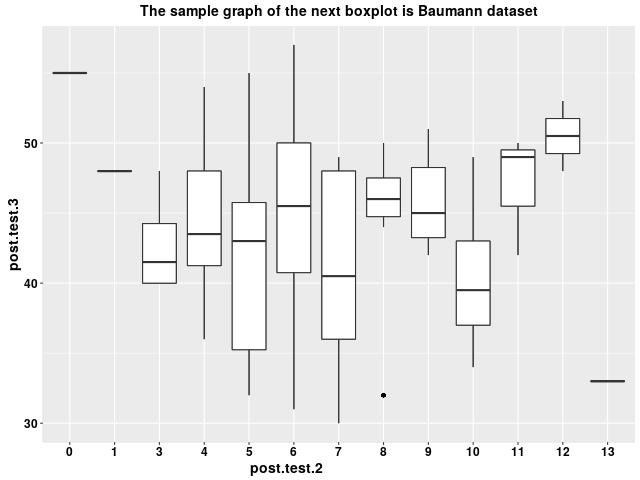 The sample graph of the next boxplot is Baumann dataset
post.test.3
50
40
30
0 1 3 4 5 6 7 8 9 10 11 12 13
post.test.2